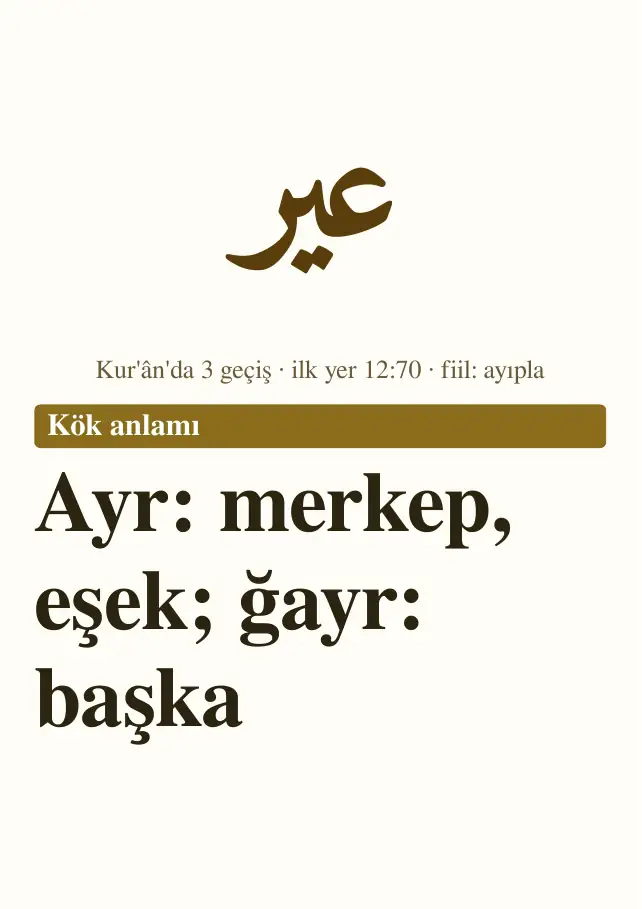 عير
Kur'ân'da 3 geçiş · ilk yer 12:70 · fiil: ayıpla
Kök anlamı
Ayr: merkep,
eşek; ğayr:
başka